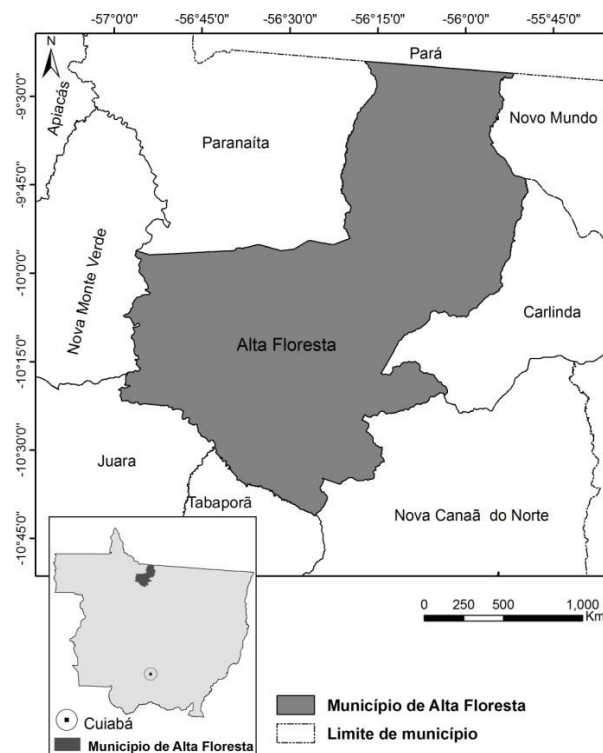 -57°0'0"
-56°45'0"
-56°30'0"
-56°15'0"
-56°0'0"
-55°45'0"
N
-9°30'0"
-9°45'0"
-10°0'0"
-10°15'0"
-10°30'0"
-10°45'0"
Pará
Apiacás
Novo Mundo
Paranaíta
Nova Monte Verde
Carlinda
Alta Floresta
Juara
Tabaporã
Nova Canaã do Norte
0 250 500 1,000
Km
Cuiabá
Municipio de Alta Floresta
Município de Alta Floresta
Limite de município